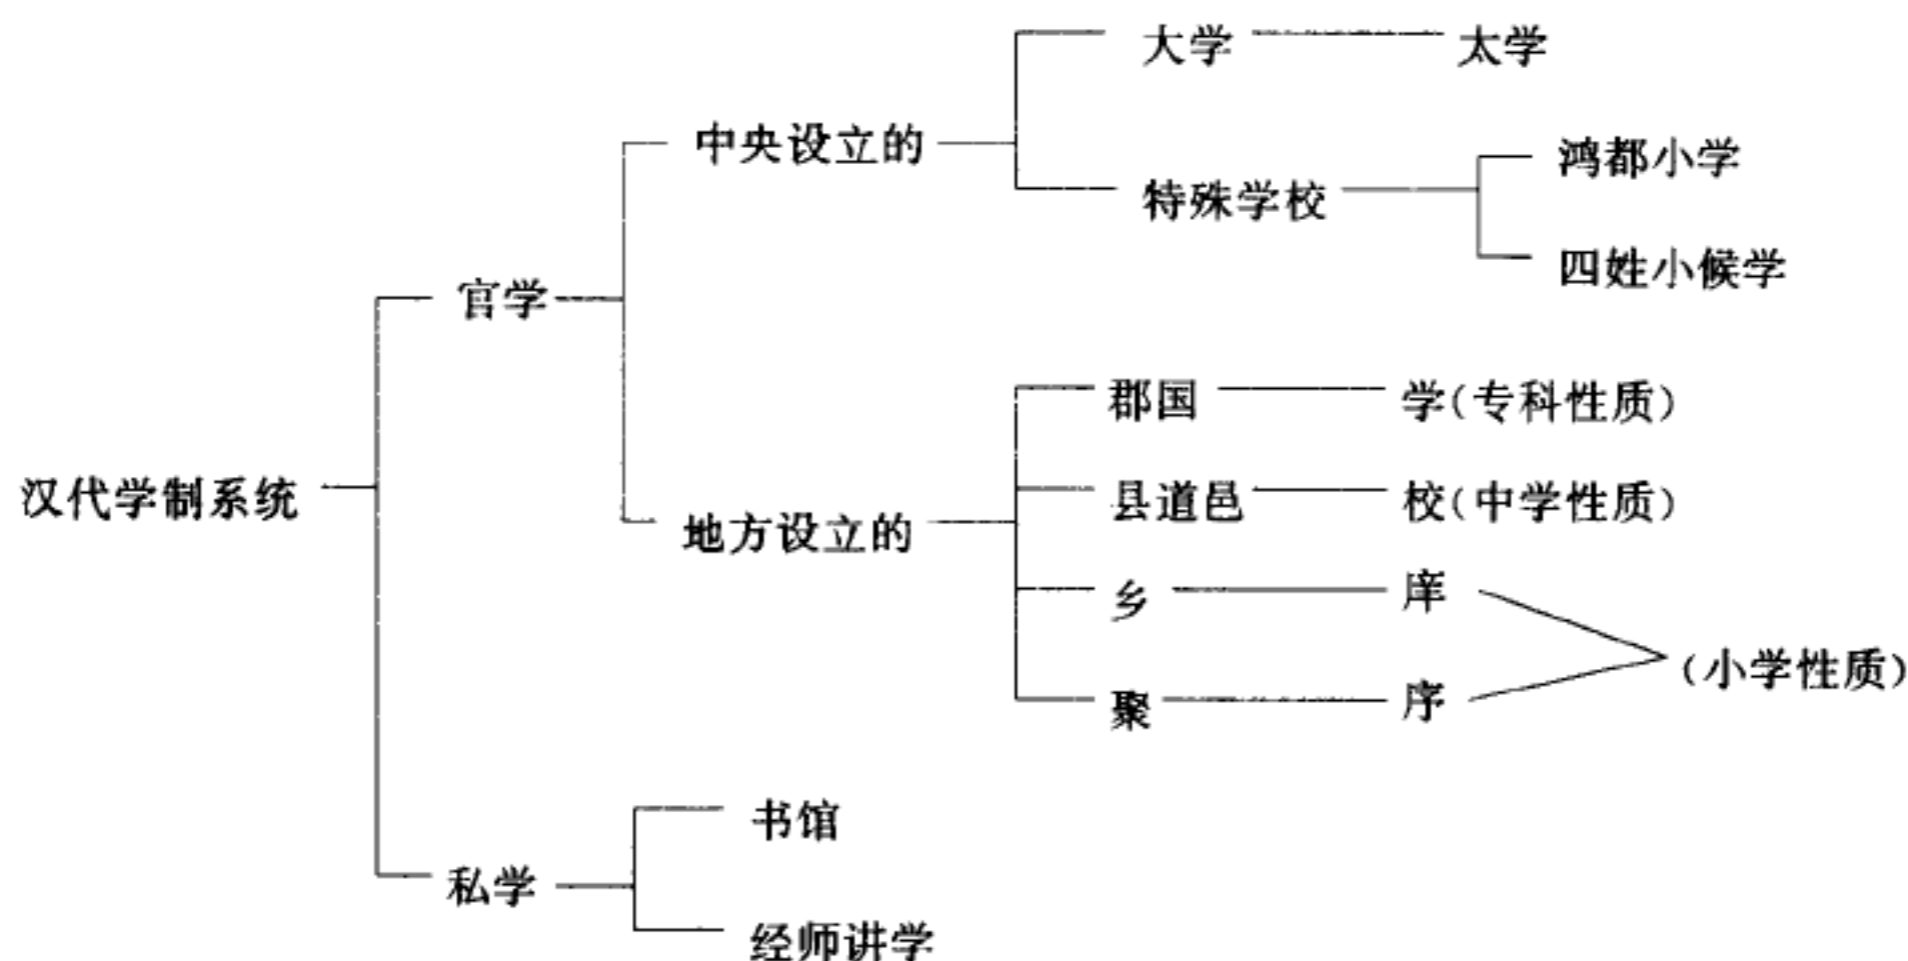 汉代学制系统
官学
中央设立的
大学 太学
特殊学校
鸿都小学
四姓小候学
地方设立的
郡国 学(专科性质)
县道邑 校(中学性质)
乡 庠
聚 序
(小学性质)
私学
书馆
经师讲学